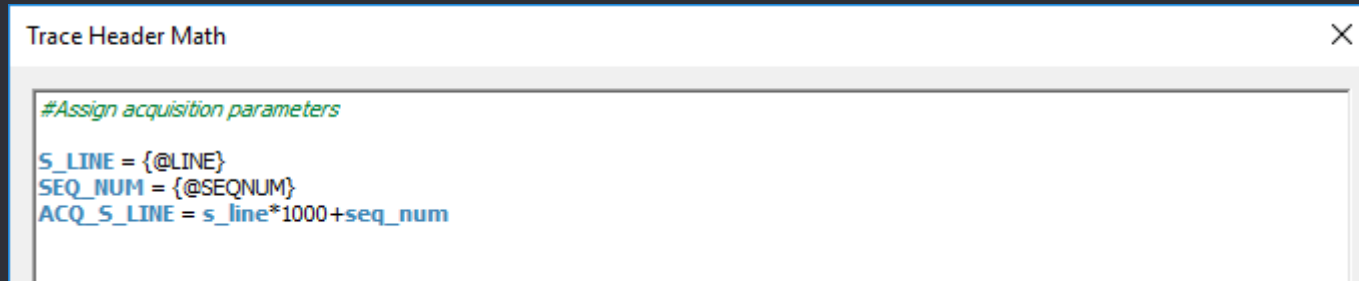 Trace Header Math
#Assign acquisition parameters
S_LINE = {@LINE}
SEQ_NUM = {@SEQNUM}
ACQ_S_LINE = s_line*1000+seq_num